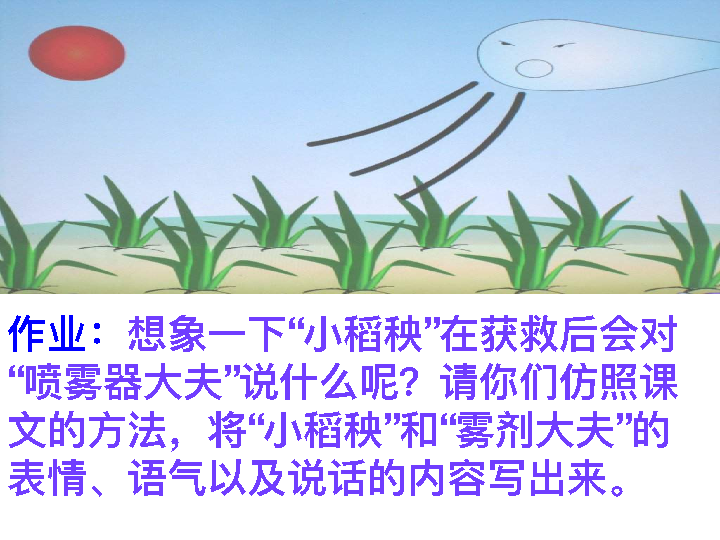 作业：想象一下“小稻秧”在获救后会对
“喷雾器大夫”说什么呢？请你们仿照课
文的方法，将“小稻秧”和“雾剂大夫”的
表情、语气以及说话的内容写出来。